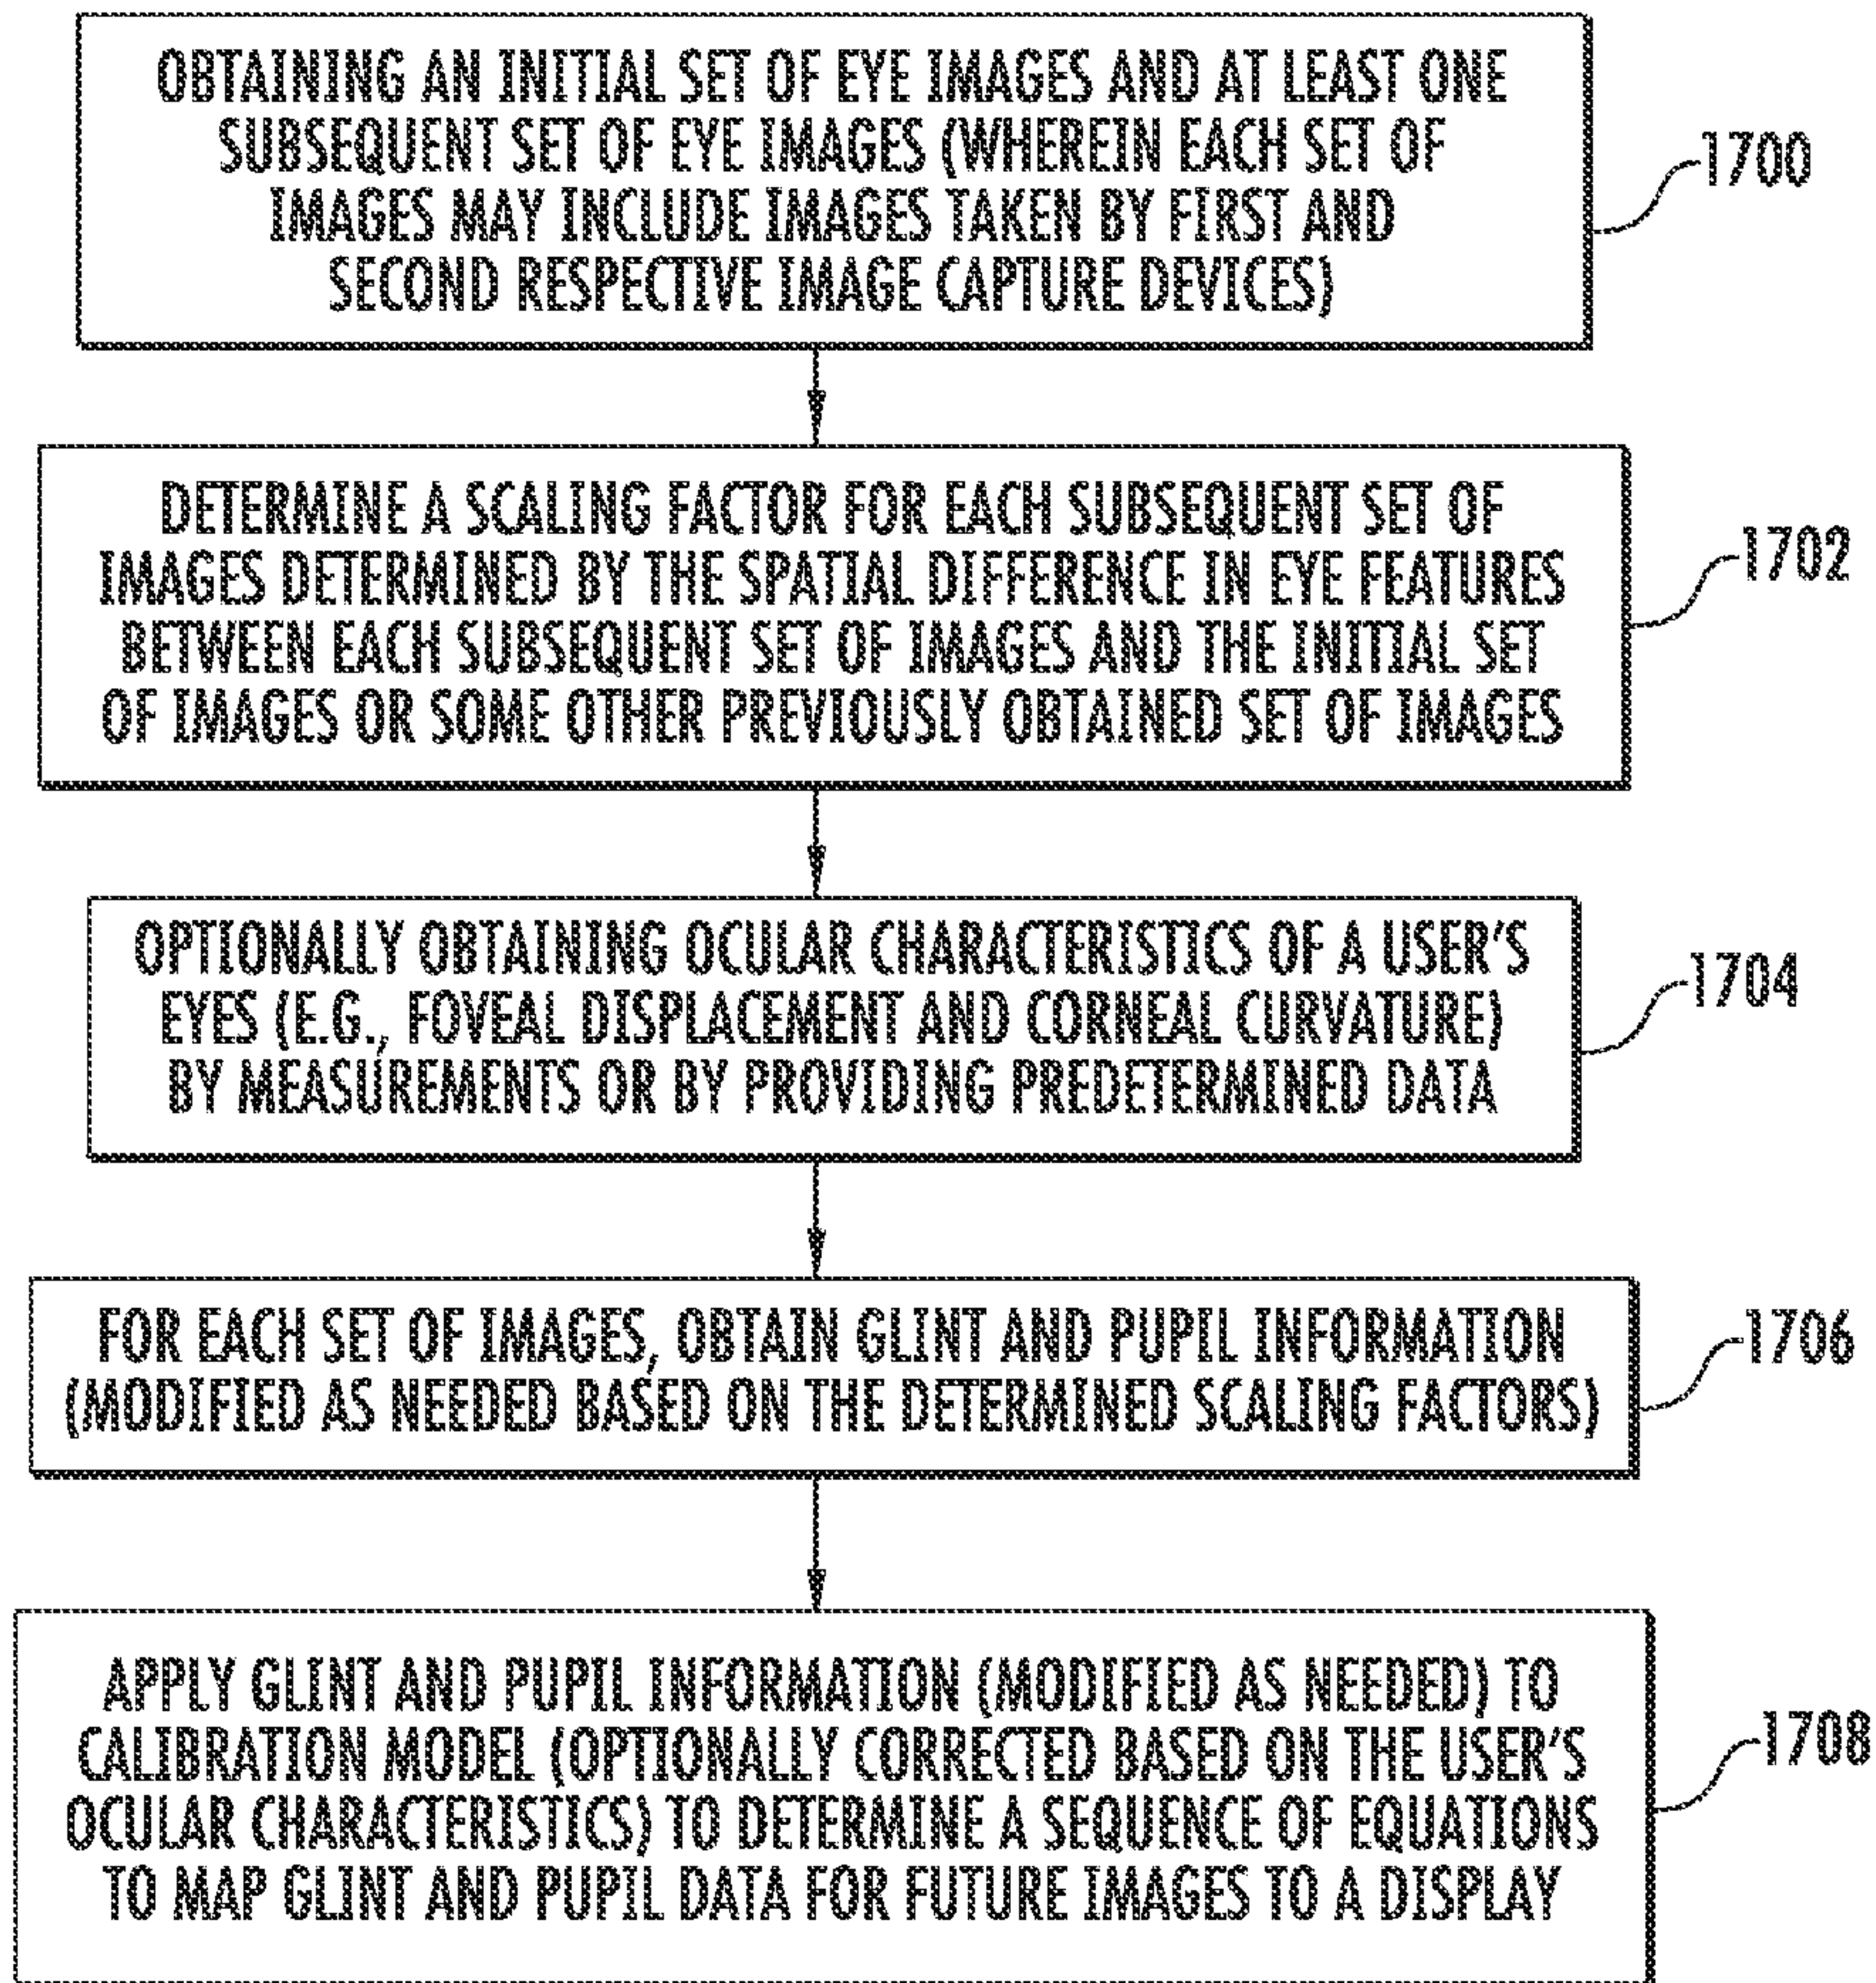 OBTAINING AN INITIAL SET OF EYE IMAGES AND AT LEAST ONE
SUBSEQUENT SET OF EYE IMAGES (WHEREIN EACH SET OF
IMAGES MAY INCLUDE IMAGES TAKEN BY FIRST AND
SECOND RESPECTIVE IMAGE CAPTURE DEVICES)
1700
DETERMINE A SCALING FACTOR FOR EACH SUBSEQUENT SET OF
IMAGES DETERMINED BY THE SPATIAL DIFFERENCE IN EYE FEATURES
BETWEEN EACH SUBSEQUENT SET OF IMAGES AND THE INITIAL SET
OF IMAGES OR SOME OTHER PREVIOUSLY OBTAINED SET OF IMAGES
1702
OPTIONALLY OBTAINING OCULAR CHARACTERISTICS OF A USER'S
EYES (E.G., FOVEAL DISPLACEMENT AND CORNEAL CURVATURE)
BY MEASUREMENTS OR BY PROVIDING PREDETERMINED DATA
1704
FOR EACH SET OF IMAGES, OBTAIN GLINT AND PUPIL INFORMATION
(MODIFIED AS NEEDED BASED ON THE DETERMINED SCALING FACTORS)
1706
APPLY GLINT AND PUPIL INFORMATION (MODIFIED AS NEEDED) TO
CALIBRATION MODEL (OPTIONALLY CORRECTED BASED ON THE USER'S
OCULAR CHARACTERISTICS) TO DETERMINE A SEQUENCE OF EQUATIONS
TO MAP GLINT AND PUPIL DATA FOR FUTURE IMAGES TO A DISPLAY
1708